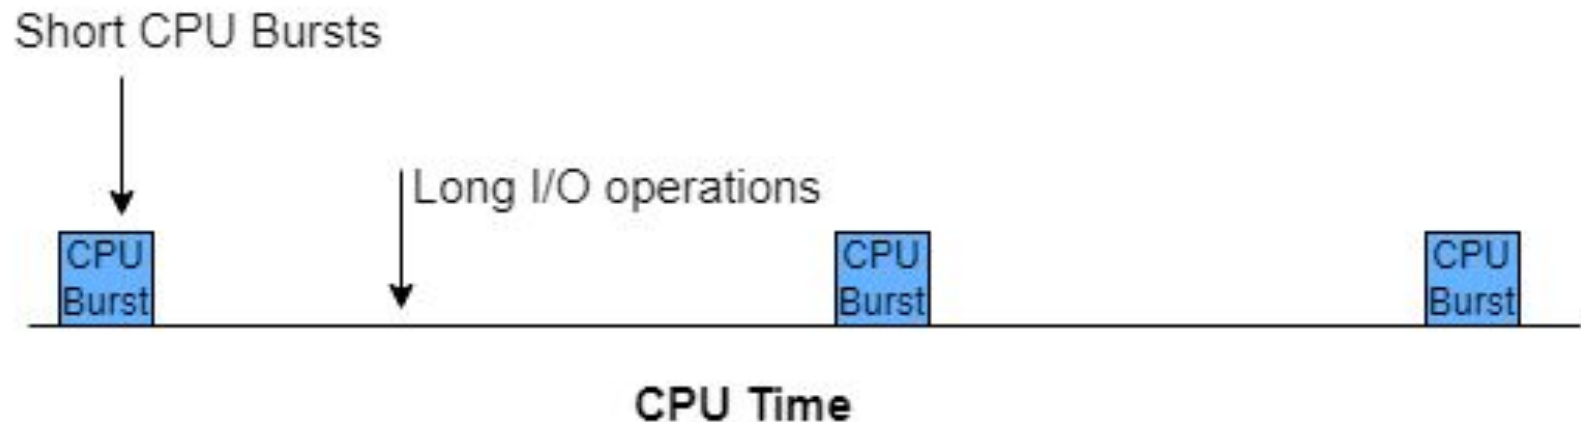 Short CPU Bursts
Long I/O operations
CPU
Burst
CPU
Burst
CPU
Burst
CPU Time